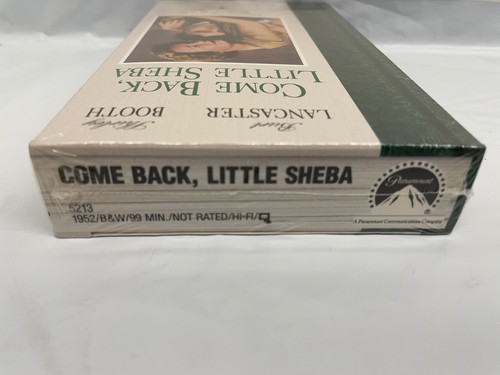 COME BACK,
LITTLE SHEBA
Burt
LANCASTER
Shirley
BOOTH
COME BACK, LITTLE SHEBA
5213
1952/B&W/99 MIN./NOT RATED/HI-FI/
Paramount
®
A Paramount Communications Company